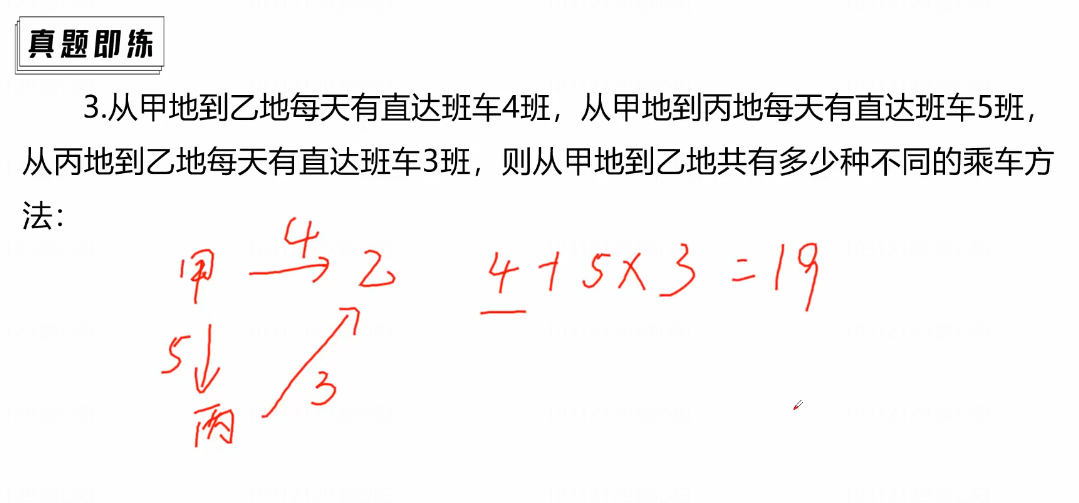 真题即练
3.从甲地到乙地每天有直达班车4班，从甲地到丙地每天有直达班车5班，
从丙地到乙地每天有直达班车3班，则从甲地到乙地共有多少种不同的乘车方
法：
4
甲 → 乙 4+5×3=19
5
3
丙